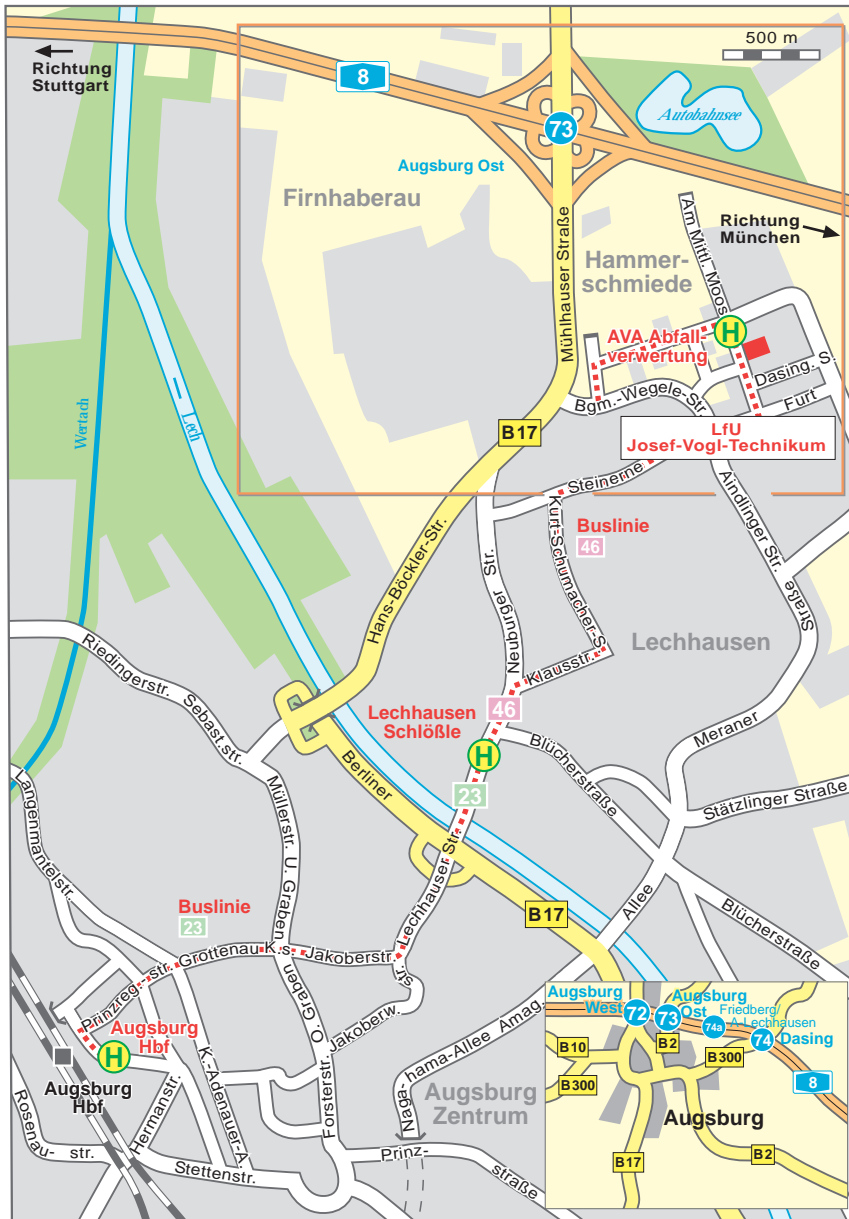 500 m
Richtung
Stuttgart
8
Autobahnsee
73
Augsburg Ost
Firnhaberau
Richtung
München
Mühlhauser Straße
Am Mittl. Moos
Hammer-
schmiede
H
AVA Abfall-
verwertung
Dasing. S.
Bgm.-Wegele-Str.
Furt
LfU
Josef-Vogl-Technikum
B17
Steinerne
Wertach
Lech
Kurt-Schumacher-S.
Buslinie
46
Aindlinger Str.
Straße
Hans-Böckler-Str.
Neuburger Str.
Lechhausen
Klausstr.
Riedingerstr.
Sebast.str.
46
Lechhausen
Schlößle
H
Meraner
Blücherstraße
Berliner
23
Stätzlinger Straße
Langenmantelstr.
Müllerstr. U. Graben
Lechhauser Str.
Allee
Buslinie
23
B17
Blücherstraße
Prinzreg.-str.
Grottenau
K.s.
Jakoberstr.
str.
O. Graben
Jakoberw.
Amag.
Augsburg
Hbf
H
Augsburg
Hbf
K.-Adenauer-A.
Forsterstr.
Naga-
hama-Allee
Augsburg
Zentrum
Hermanstr.
Rosenau-
str.
Stettenstr.
Prinz-
straße
Augsburg
West
72
73
Augsburg
Ost
Friedberg/
A-Lechhausen
74a
74
Dasing
B10
B2
B300
B300
8
Augsburg
B17
B2